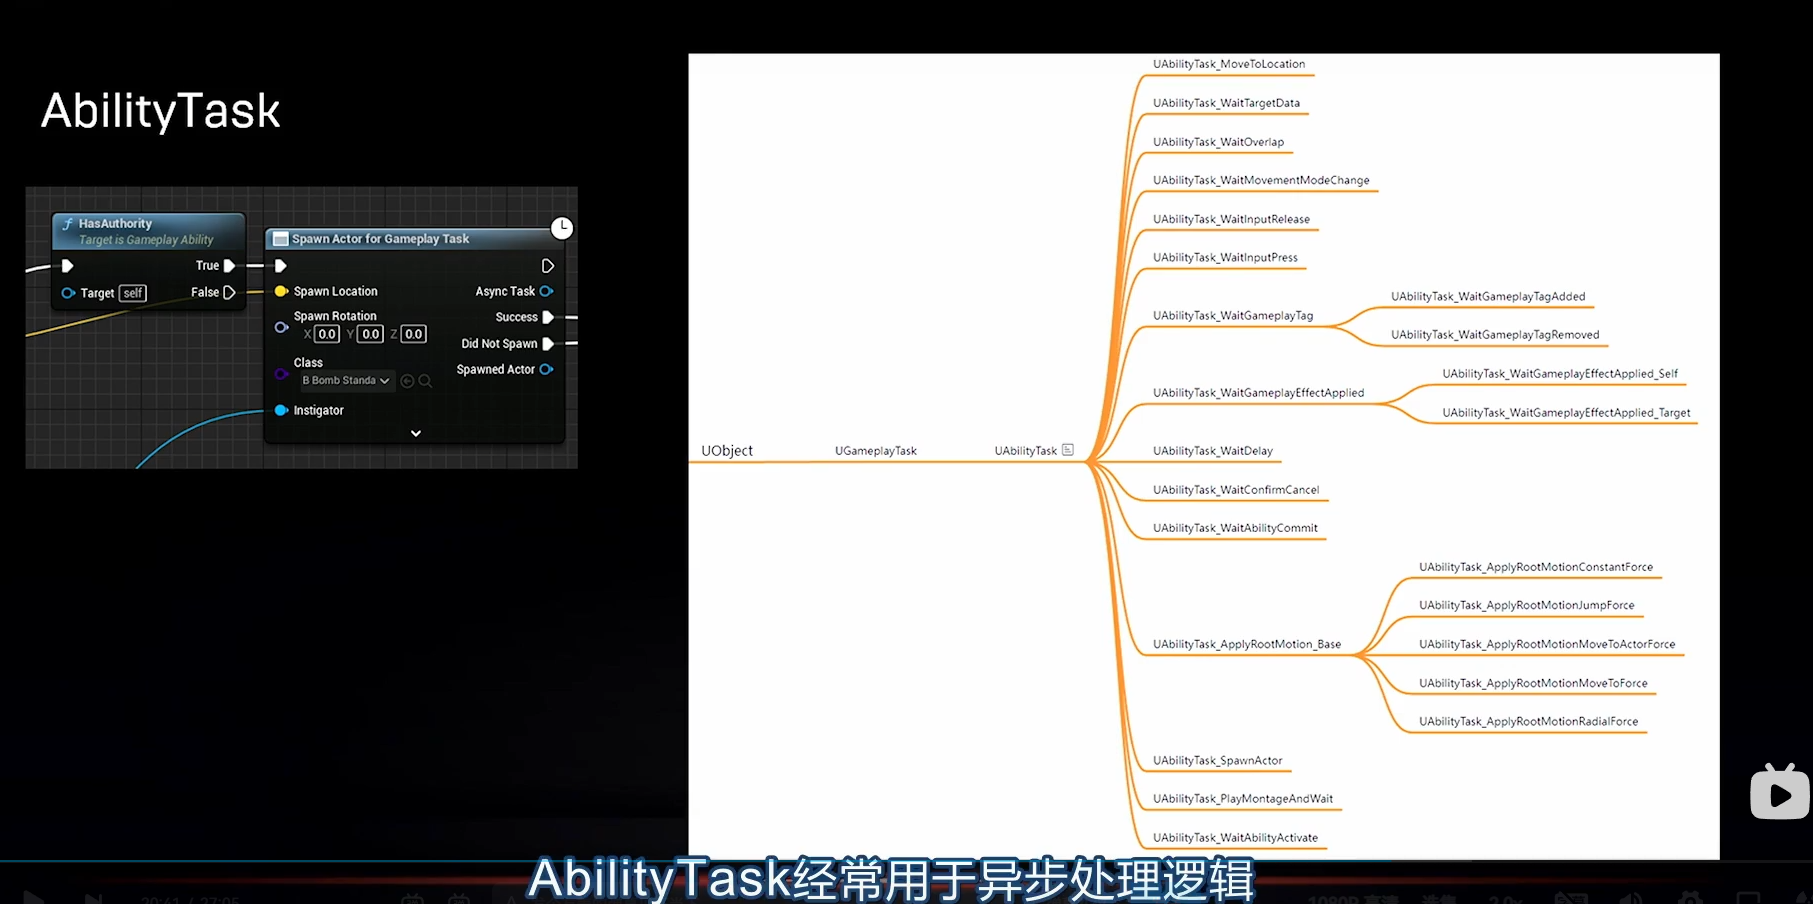 AbilityTask
HasAuthority
Target is Gameplay Ability
True
Target self
False
Spawn Actor for Gameplay Task
Spawn Location
Async Task
Spawn Rotation
X 0.0 Y 0.0 Z 0.0
Success
Did Not Spawn
Class
B Bomb Standa
Spawned Actor
Instigator
UObject
UGameplayTask
UAbilityTask
UAbilityTask_MoveToLocation
UAbilityTask_WaitTargetData
UAbilityTask_WaitOverlap
UAbilityTask_WaitMovementModeChange
UAbilityTask_WaitInputRelease
UAbilityTask_WaitInputPress
UAbilityTask_WaitGameplayTag
UAbilityTask_WaitGameplayTagAdded
UAbilityTask_WaitGameplayTagRemoved
UAbilityTask_WaitGameplayEffectApplied
UAbilityTask_WaitGameplayEffectApplied_Self
UAbilityTask_WaitGameplayEffectApplied_Target
UAbilityTask_WaitDelay
UAbilityTask_WaitConfirmCancel
UAbilityTask_WaitAbilityCommit
UAbilityTask_ApplyRootMotion_Base
UAbilityTask_ApplyRootMotionConstantForce
UAbilityTask_ApplyRootMotionJumpForce
UAbilityTask_ApplyRootMotionMoveToActorForce
UAbilityTask_ApplyRootMotionMoveToForce
UAbilityTask_ApplyRootMotionRadialForce
UAbilityTask_SpawnActor
UAbilityTask_PlayMontageAndWait
UAbilityTask_WaitAbilityActivate
AbilityTask经常用于异步处理逻辑